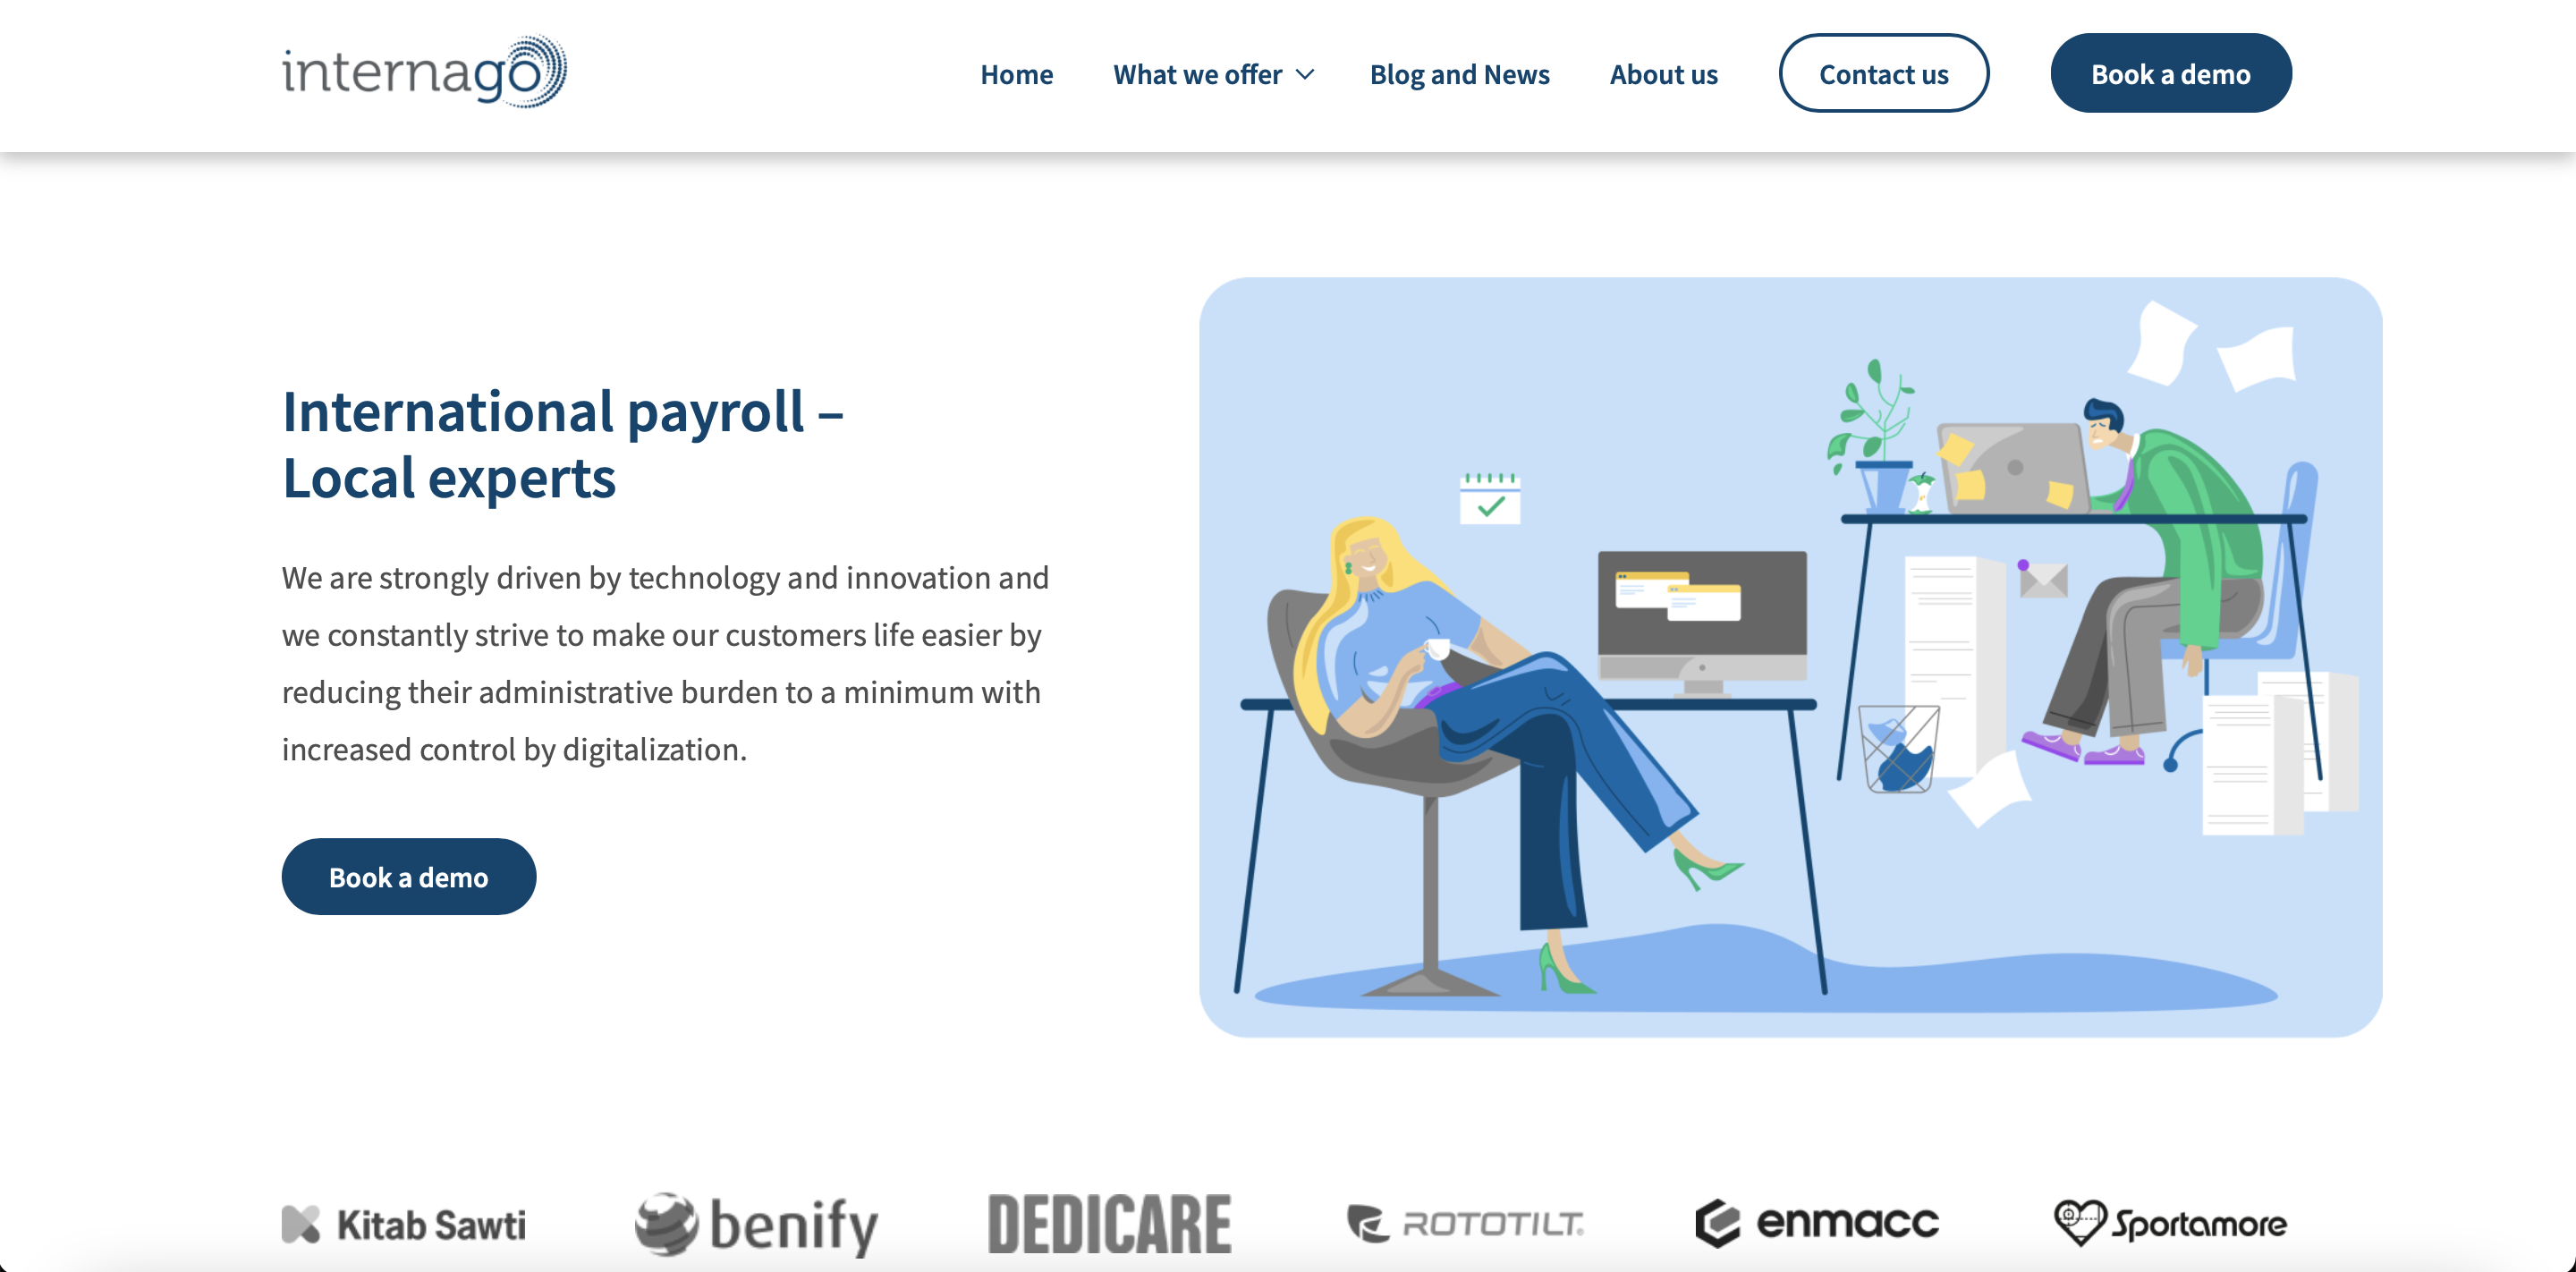 internago
Home
What we offer
Blog and News
About us
Contact us
Book a demo
International payroll –
Local experts
We are strongly driven by technology and innovation and
we constantly strive to make our customers life easier by
reducing their administrative burden to a minimum with
increased control by digitalization.
Book a demo
Kitab Sawti
benify
DEDICARE
ROTOTILT®
enmacc
Sportamore